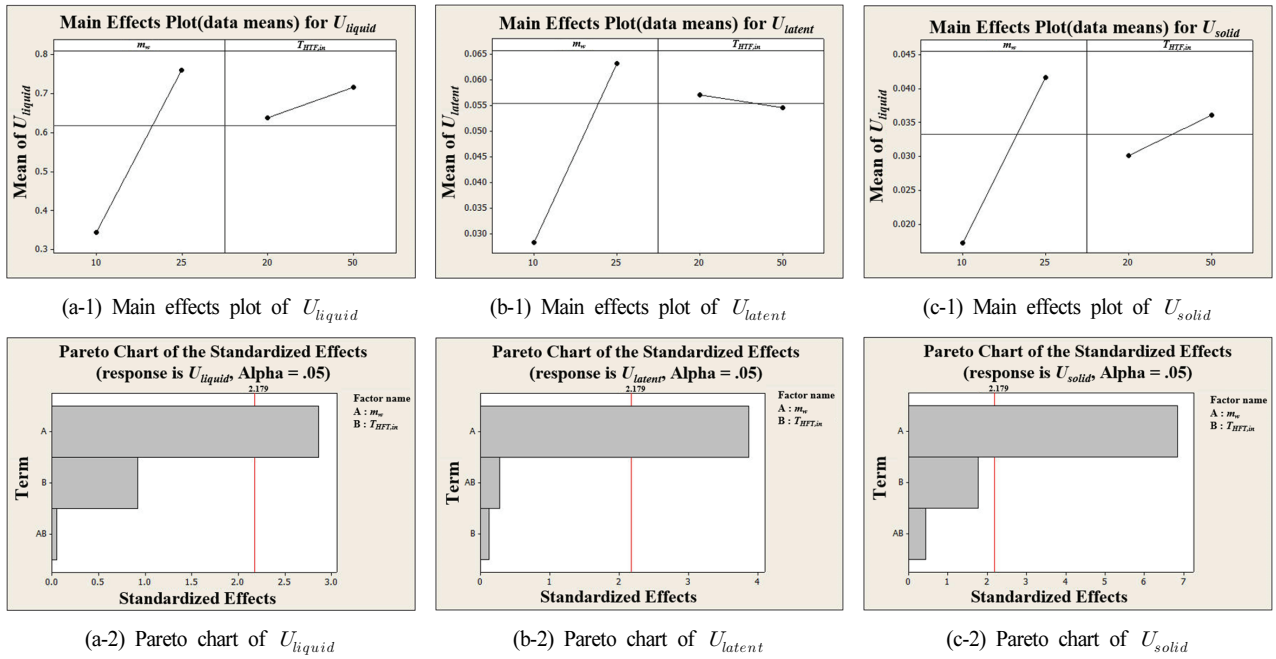 Main Effects Plot(data means) for U_liquid
m_w T_HTF,in
Mean of U_liquid
0.8
0.7
0.6
0.5
0.4
0.3
10 25 20 50
(a-1) Main effects plot of U_liquid
Main Effects Plot(data means) for U_latent
m_w T_HTF,in
Mean of U_latent
0.065
0.060
0.055
0.050
0.045
0.040
0.035
0.030
10 25 20 50
(b-1) Main effects plot of U_latent
Main Effects Plot(data means) for U_solid
m_w T_HTF,in
Mean of U_liquid
0.045
0.040
0.035
0.030
0.025
0.020
10 25 20 50
(c-1) Main effects plot of U_solid
Pareto Chart of the Standardized Effects
(response is U_liquid, Alpha = .05)
2.179
Factor name
A : m_w
B : T_HFT,in
Term
A
B
AB
0.0 0.5 1.0 1.5 2.0 2.5 3.0
Standardized Effects
(a-2) Pareto chart of U_liquid
Pareto Chart of the Standardized Effects
(response is U_latent, Alpha = .05)
2.179
Factor name
A : m_w
B : T_HFT,in
Term
A
AB
B
0 1 2 3 4
Standardized Effects
(b-2) Pareto chart of U_latent
Pareto Chart of the Standardized Effects
(response is U_solid, Alpha = .05)
2.179
Factor name
A : m_w
B : T_HFT,in
Term
A
B
AB
0 1 2 3 4 5 6 7
Standardized Effects
(c-2) Pareto chart of U_solid